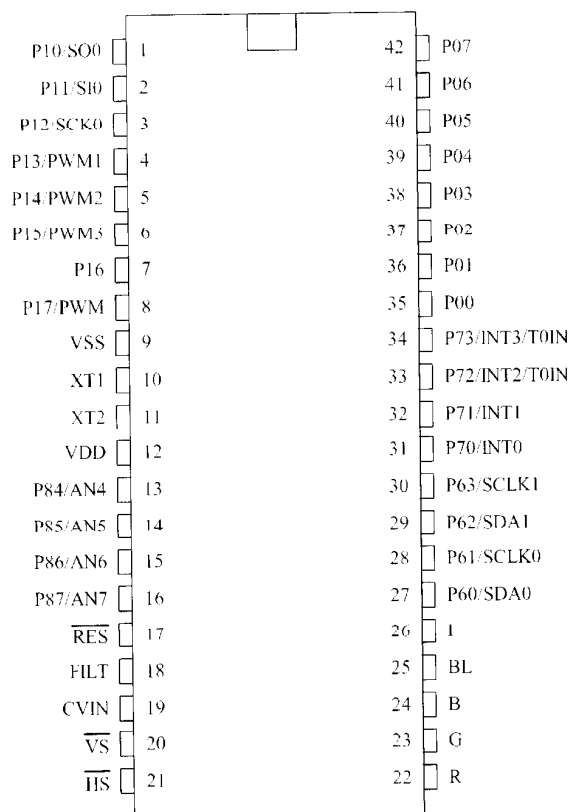 P10/SO0 1 42 P07
P11/SI0 2 41 P06
P12/SCK0 3 40 P05
P13/PWM1 4 39 P04
P14/PWM2 5 38 P03
P15/PWM3 6 37 P02
P16 7 36 P01
P17/PWM 8 35 P00
VSS 9 34 P73/INT3/T0IN
XT1 10 33 P72/INT2/T0IN
XT2 11 32 P71/INT1
VDD 12 31 P70/INT0
P84/AN4 13 30 P63/SCLK1
P85/AN5 14 29 P62/SDA1
P86/AN6 15 28 P61/SCLK0
P87/AN7 16 27 P60/SDA0
R̅E̅S̅ 17 26 I
FILT 18 25 BL
CVIN 19 24 B
V̅S̅ 20 23 G
H̅S̅ 21 22 R